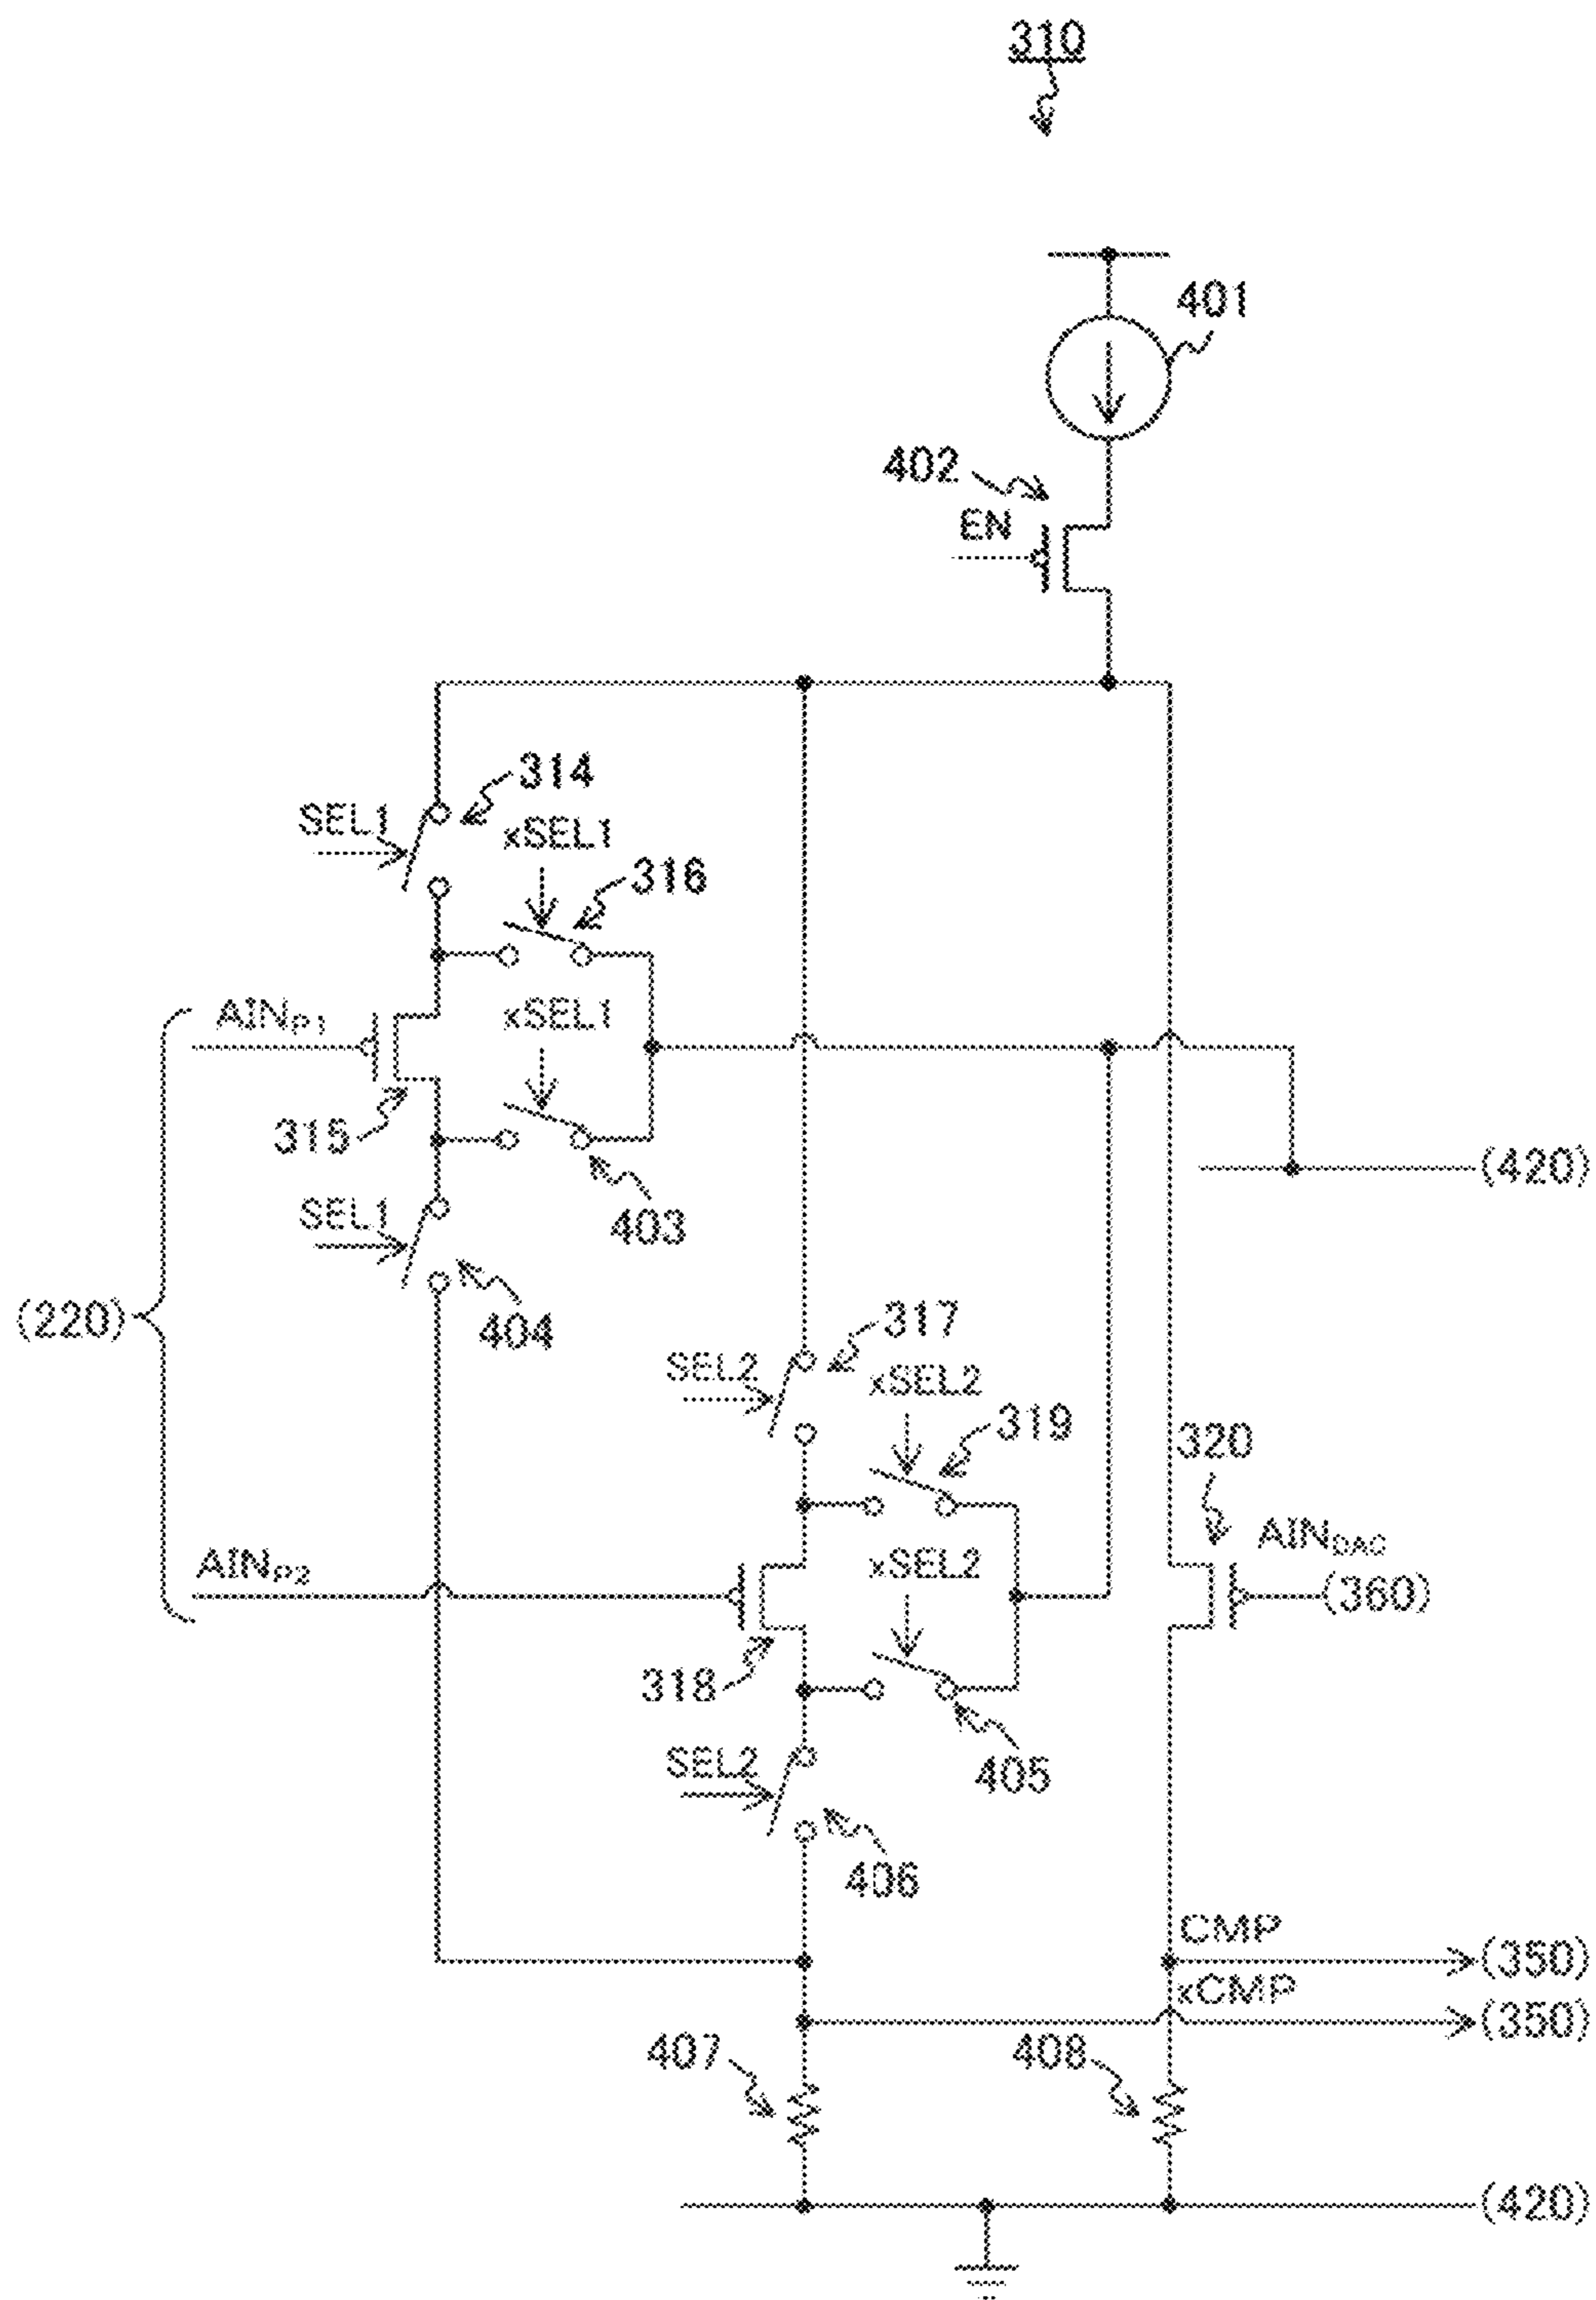 310
401
402
EN
314
SEL1
xSEL1
316
AINP1
xSEL1
315
(420)
SEL1
403
(220)
404
317
SEL2
xSEL2
319
320
AINDAC
AINP2
xSEL2
(360)
318
SEL2
405
406
CMP
(350)
xCMP
(350)
407
408
(420)